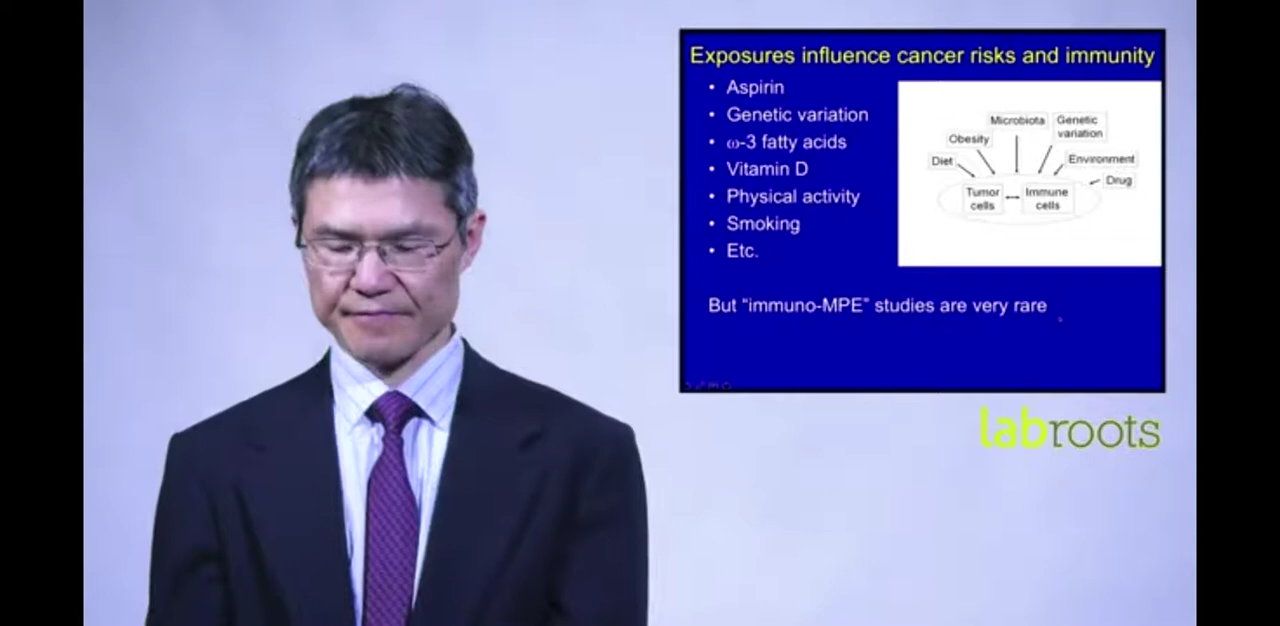 Exposures influence cancer risks and immunity
• Aspirin
• Genetic variation
• ω-3 fatty acids
• Vitamin D
• Physical activity
• Smoking
• Etc.
Microbiota
Genetic
variation
Obesity
Diet
Environment
Drug
Tumor
cells
Immune
cells
But “immuno-MPE” studies are very rare
labroots